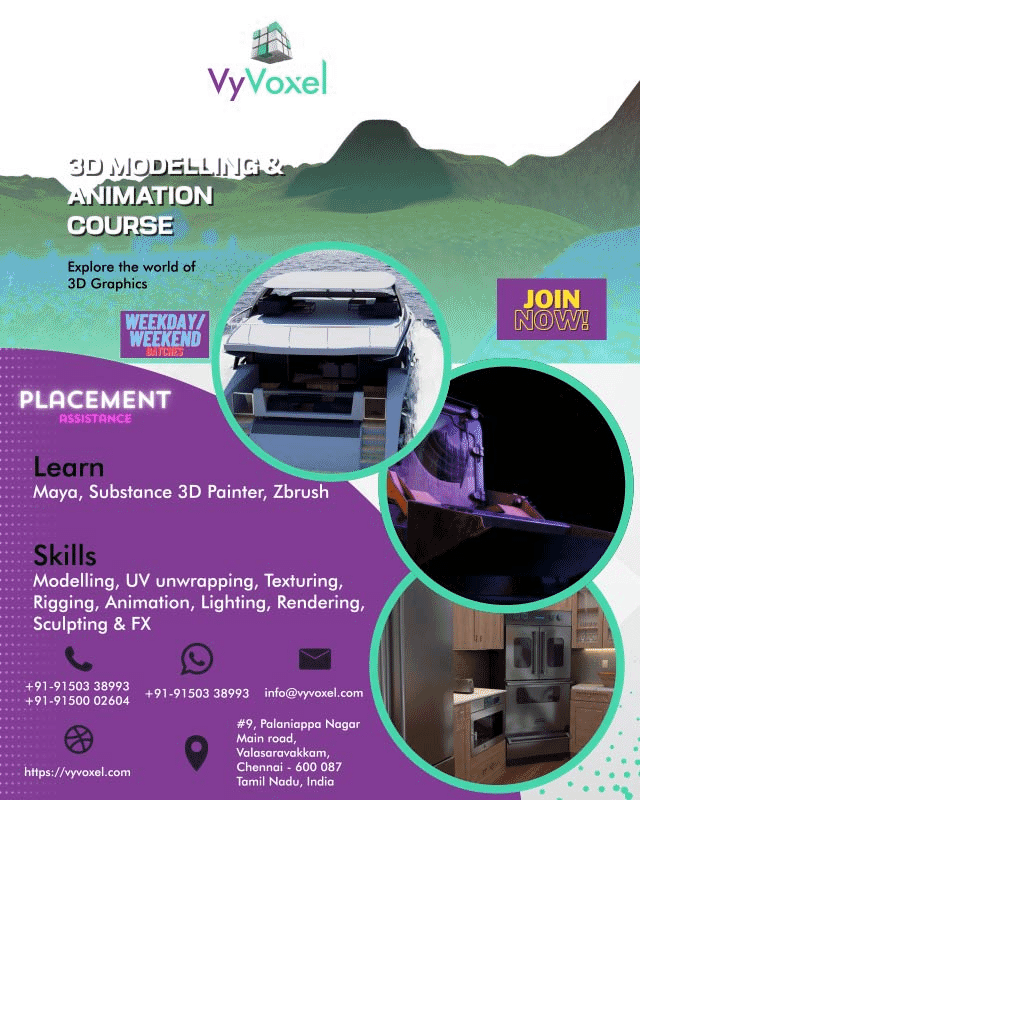 VyVoxel
3D MODELLING &
ANIMATION
COURSE
Explore the world of
3D Graphics
WEEKDAY/
WEEKEND
BATCHES
JOIN
NOW!
PLACEMENT
ASSISTANCE
Learn
Maya, Substance 3D Painter, Zbrush
Skills
Modelling, UV unwrapping, Texturing,
Rigging, Animation, Lighting, Rendering,
Sculpting & FX
+91-91503 38993
+91-91500 02604
+91-91503 38993
info@vyvoxel.com
https://vyvoxel.com
#9, Palaniappa Nagar
Main road,
Valasaravakkam,
Chennai - 600 087
Tamil Nadu, India